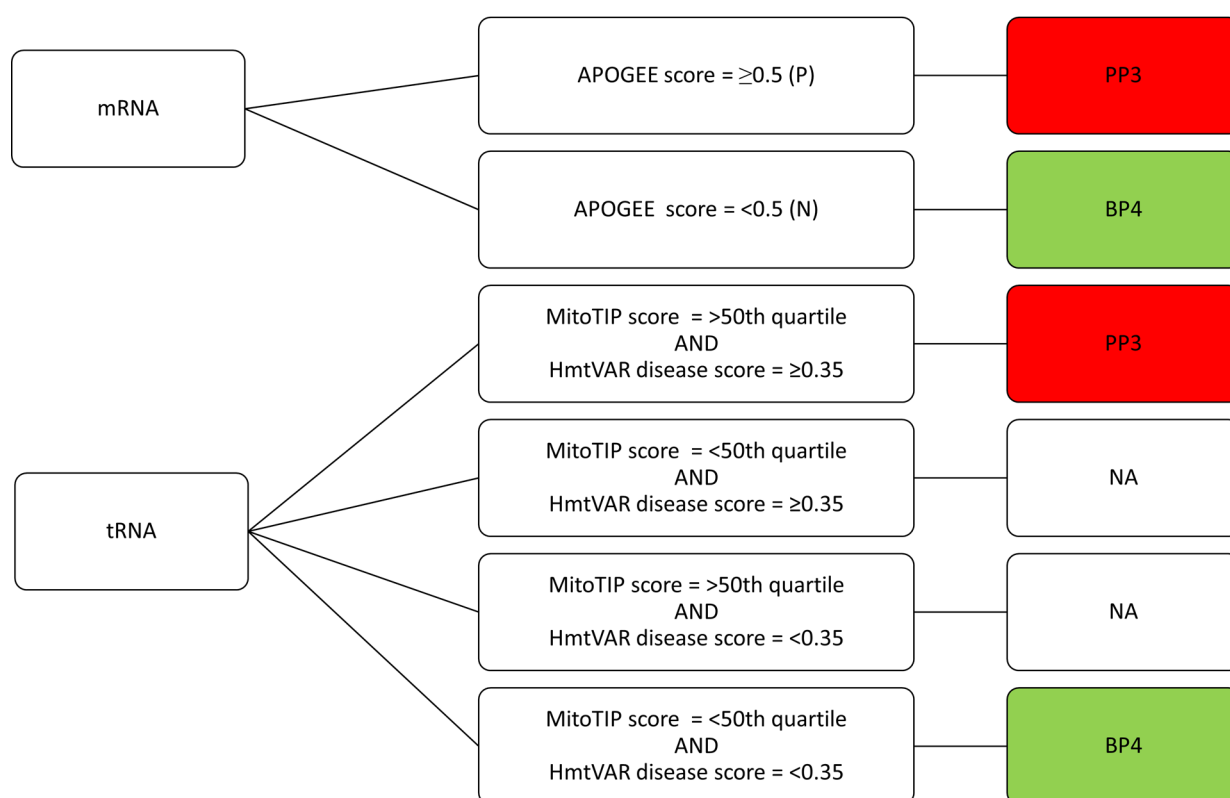 mRNA
APOGEE score = ≥0.5 (P)
PP3
APOGEE  score = <0.5 (N)
BP4
tRNA
MitoTIP score  = >50th quartile
AND
HmtVAR disease score = ≥0.35
PP3
MitoTIP score  = <50th quartile
AND
HmtVAR disease score = ≥0.35
NA
MitoTIP score = >50th quartile
AND
HmtVAR disease score = <0.35
NA
MitoTIP score  = <50th quartile
AND
HmtVAR disease score = <0.35
BP4